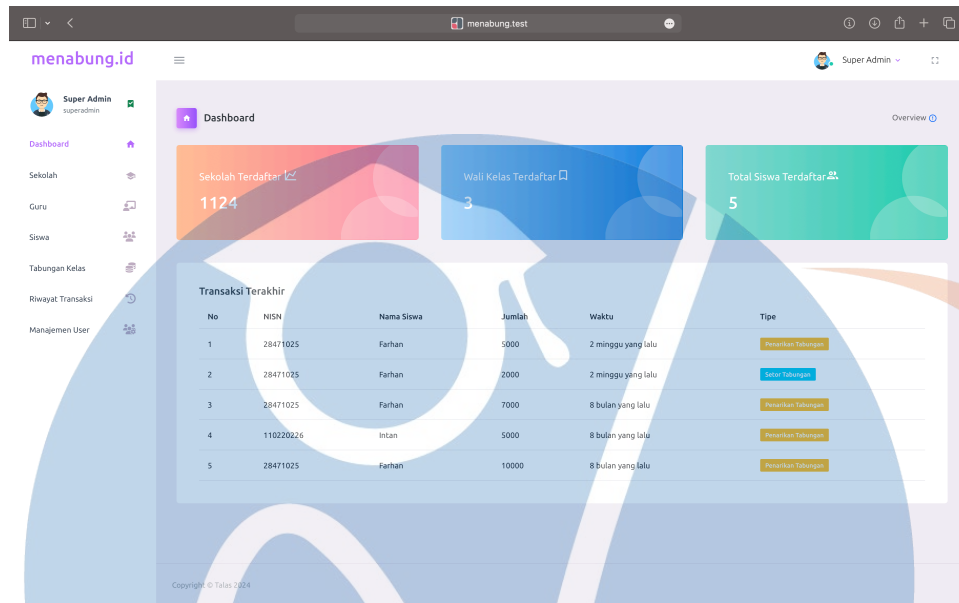 menabung.test
menabung.id
Super Admin
Super Admin
superadmin
Dashboard
Sekolah
Guru
Siswa
Tabungan Kelas
Riwayat Transaksi
Manajemen User
Dashboard
Overview
Sekolah Terdaftar
1124
Wali Kelas Terdaftar
3
Total Siswa Terdaftar
5
Transaksi Terakhir
No NISN Nama Siswa Jumlah Waktu Tipe
1 28471025 Farhan 5000 2 minggu yang lalu Penarikan Tabungan
2 28471025 Farhan 2000 2 minggu yang lalu Setor Tabungan
3 28471025 Farhan 7000 8 bulan yang lalu Penarikan Tabungan
4 110220226 Intan 5000 8 bulan yang lalu Penarikan Tabungan
5 28471025 Farhan 10000 8 bulan yang lalu Penarikan Tabungan
Copyright © Talas 2024